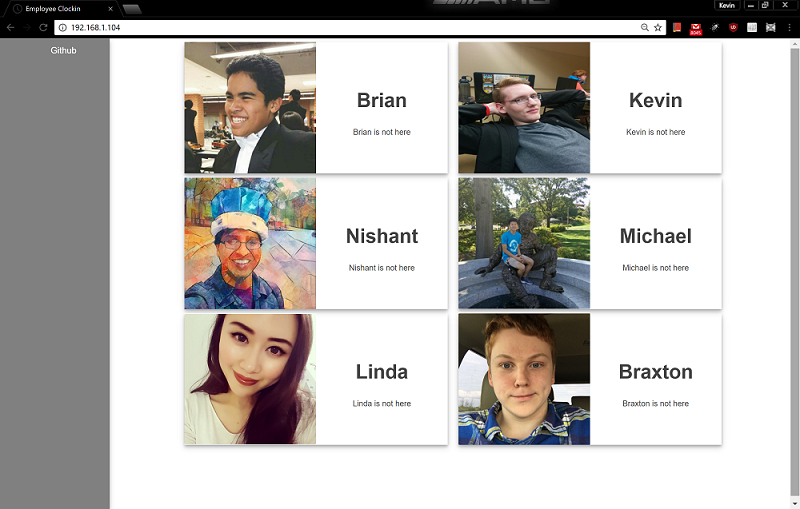 Employee Clockin
Kevin
192.168.1.104
Github
Brian
Brian is not here
Kevin
Kevin is not here
Nishant
Nishant is not here
Michael
Michael is not here
Linda
Linda is not here
Braxton
Braxton is not here